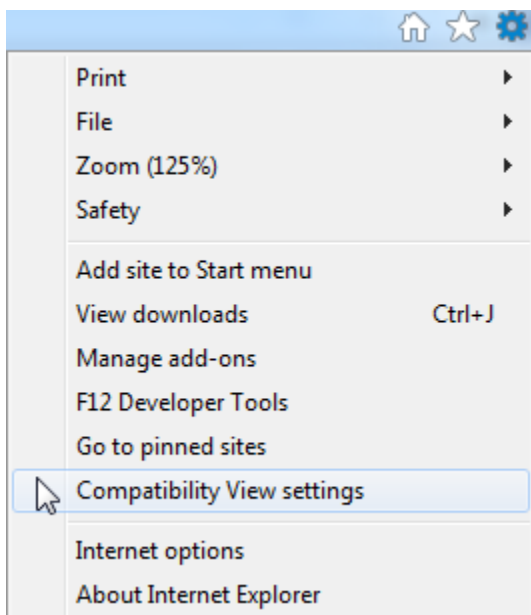 Print
File
Zoom (125%)
Safety
Add site to Start menu
View downloads Ctrl+J
Manage add-ons
F12 Developer Tools
Go to pinned sites
Compatibility View settings
Internet options
About Internet Explorer